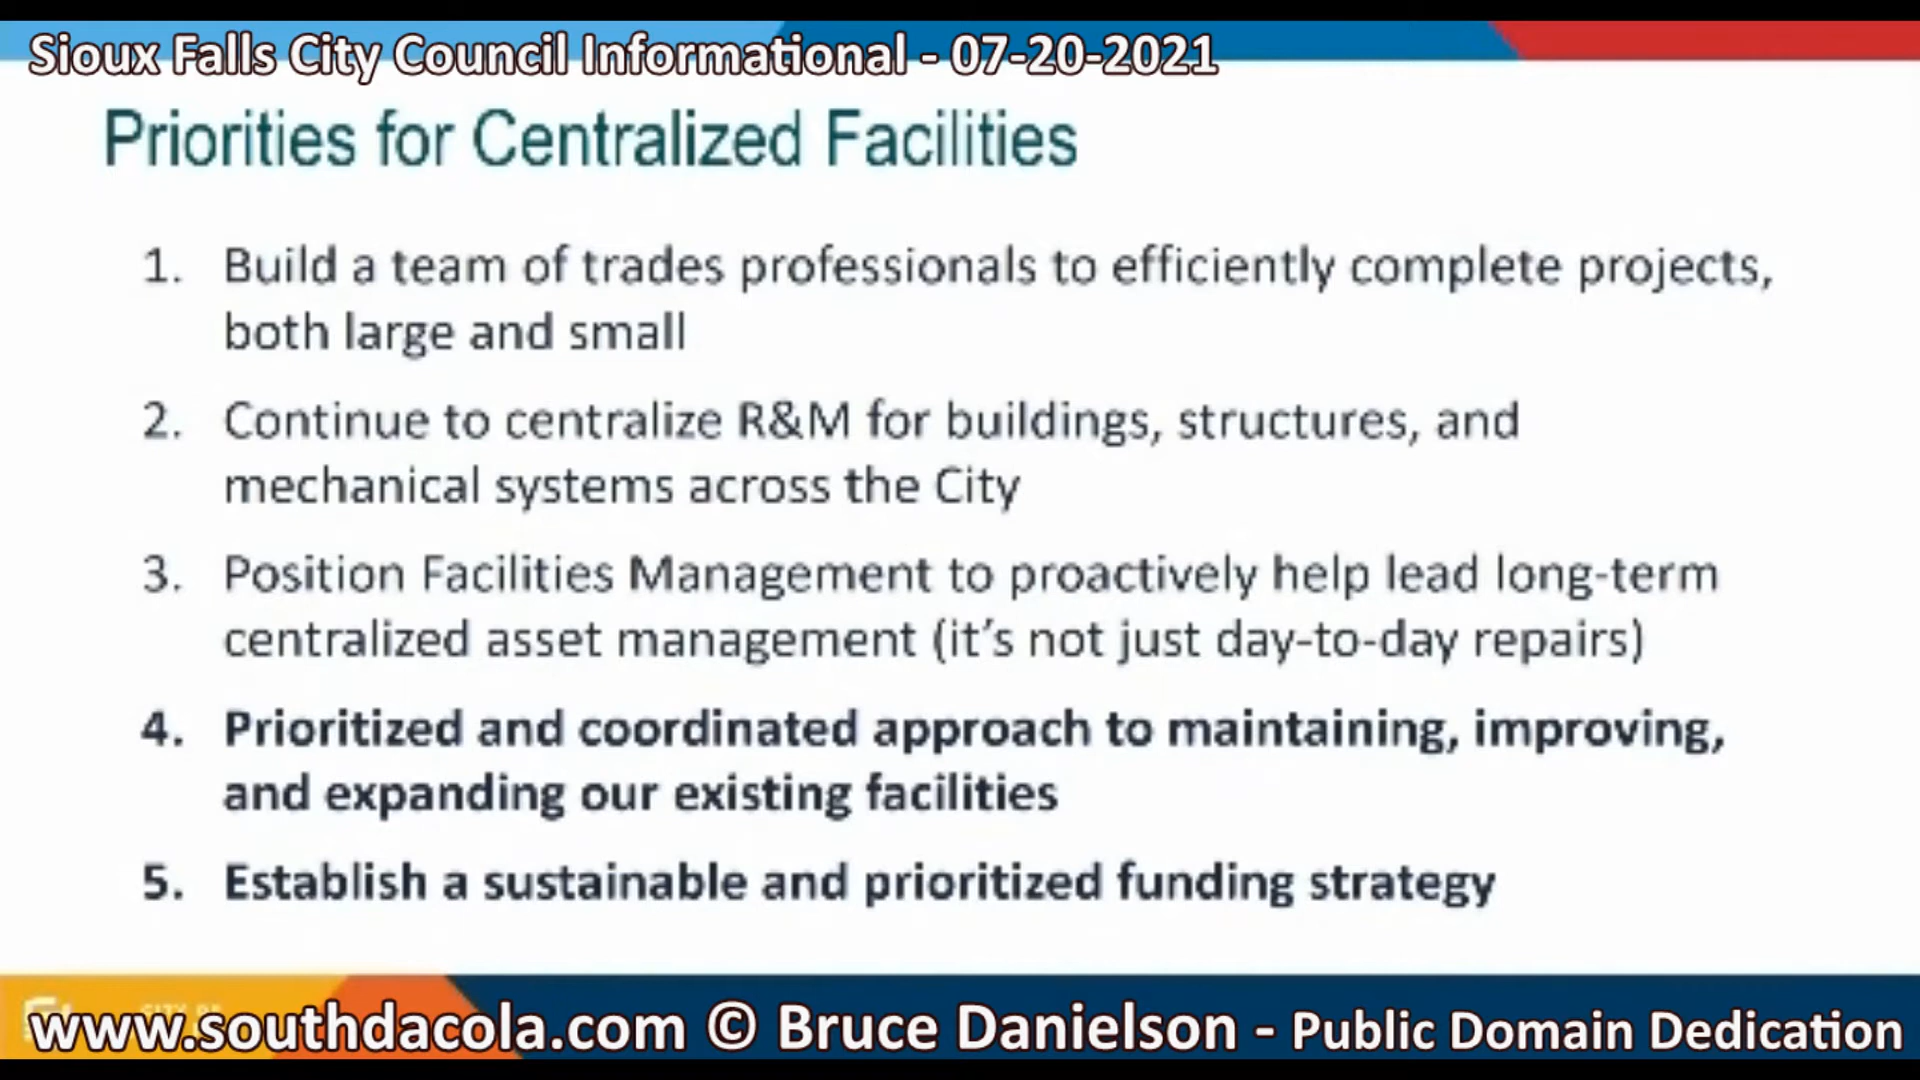 Sioux Falls City Council Informational - 07-20-2021
Priorities for Centralized Facilities
1. Build a team of trades professionals to efficiently complete projects,
both large and small
2. Continue to centralize R&M for buildings, structures, and
mechanical systems across the City
3. Position Facilities Management to proactively help lead long-term
centralized asset management (it's not just day-to-day repairs)
4. Prioritized and coordinated approach to maintaining, improving,
and expanding our existing facilities
5. Establish a sustainable and prioritized funding strategy
www.southdacola.com © Bruce Danielson - Public Domain Dedication